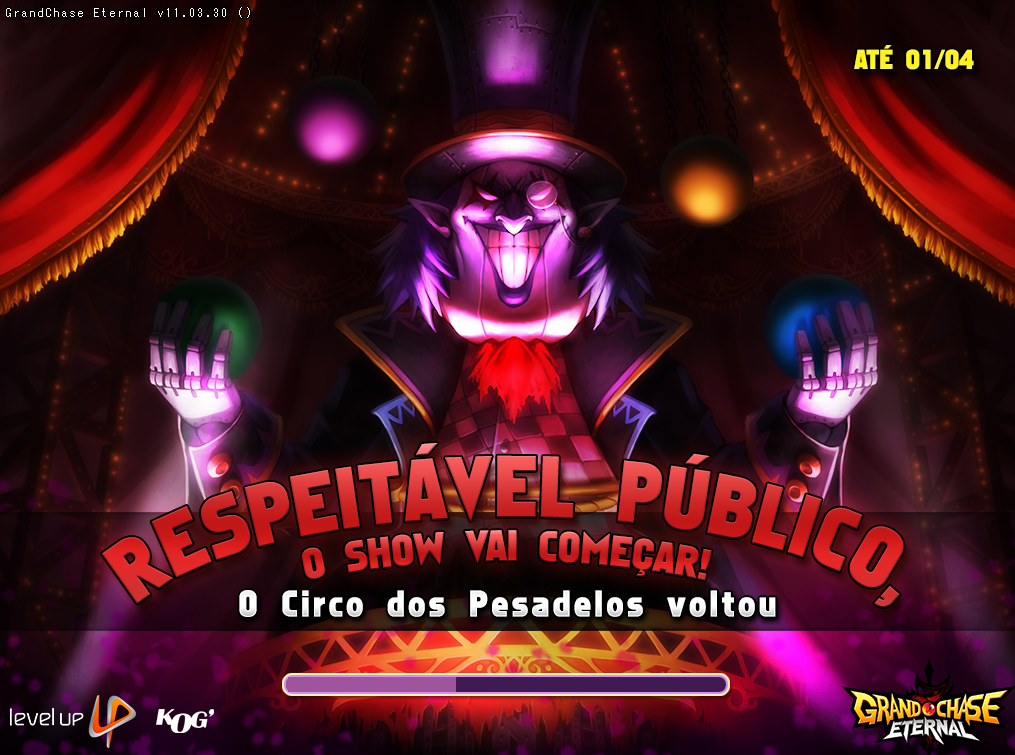 GrandChase Eternal v11.03.30 ()
ATÉ 01/04
RESPEITÁVEL PÚBLICO,
O SHOW VAI COMEÇAR!
O Circo dos Pesadelos voltou
level up
KOG'
GRAND CHASE
ETERNAL